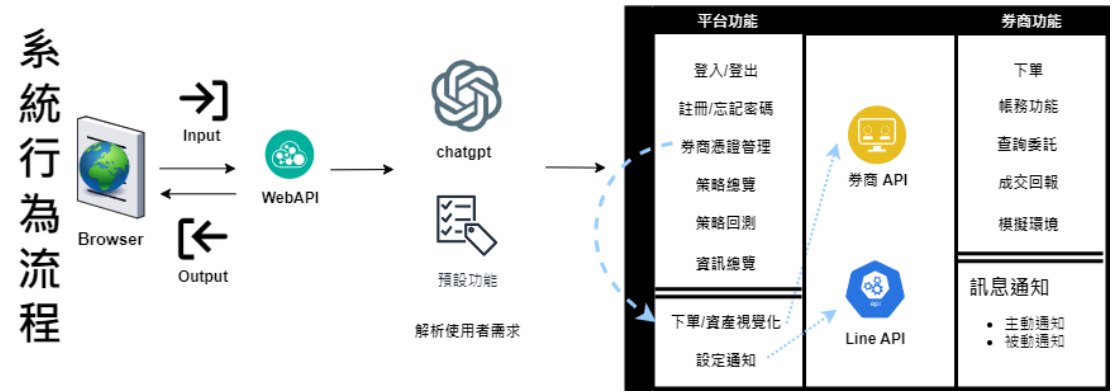 系統行為流程
Browser
Input
Output
WebAPI
chatgpt
預設功能
解析使用者需求
平台功能
登入/登出
註冊/忘記密碼
券商憑證管理
策略總覽
策略回測
資訊總覽
下單/資產視覺化
設定通知
券商 API
api
Line API
券商功能
下單
帳務功能
查詢委託
成交回報
模擬環境
訊息通知
• 主動通知
• 被動通知